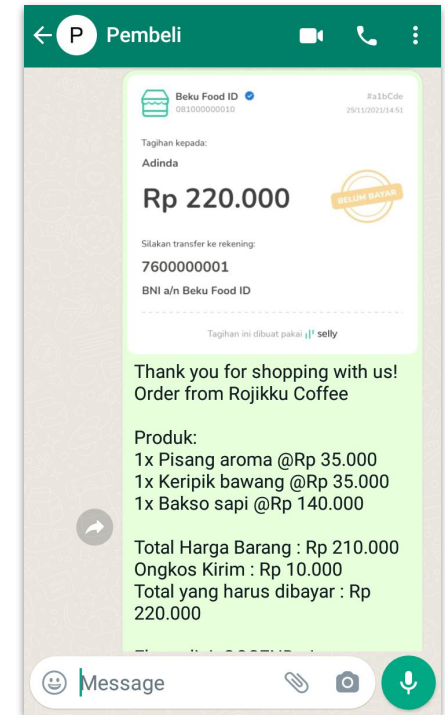 P Pembeli
Beku Food ID
081000000010
#a1bCde
25/11/2021/14:51
Tagihan kepada:
Adinda
Rp 220.000
BELUM BAYAR
Silakan transfer ke rekening:
7600000001
BNI a/n Beku Food ID
Tagihan ini dibuat pakai selly
Thank you for shopping with us!
Order from Rojikku Coffee
Produk:
1x Pisang aroma @Rp 35.000
1x Keripik bawang @Rp 35.000
1x Bakso sapi @Rp 140.000
Total Harga Barang : Rp 210.000
Ongkos Kirim : Rp 10.000
Total yang harus dibayar : Rp
220.000
Message